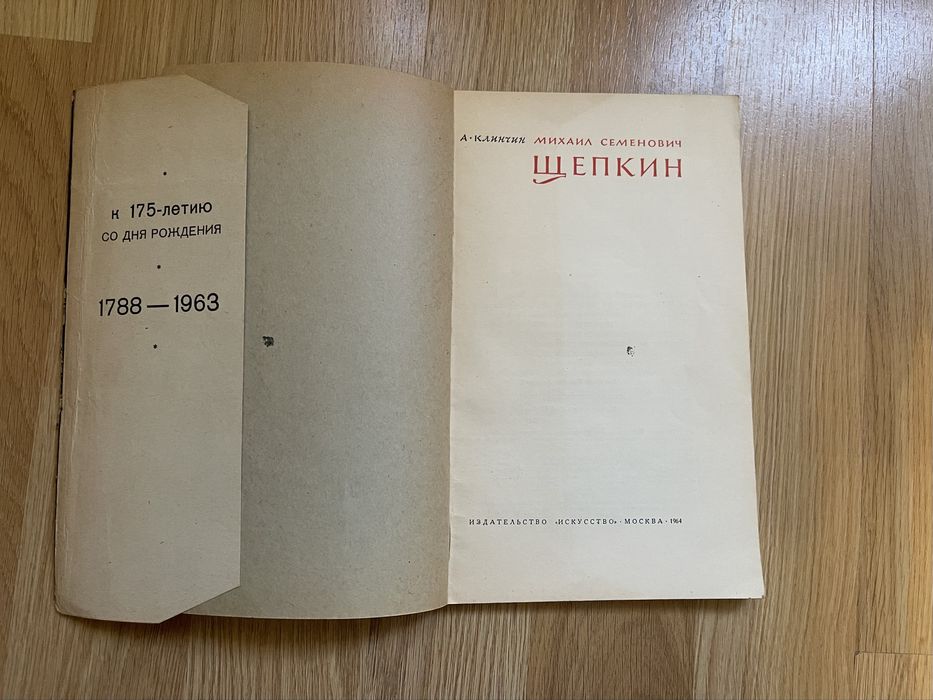 к 175-летию
СО ДНЯ РОЖДЕНИЯ
1788 — 1963
А · КЛИНЧИН МИХАИЛ СЕМЕНОВИЧ
ЩЕПКИН
ИЗДАТЕЛЬСТВО «ИСКУССТВО» · МОСКВА · 1964